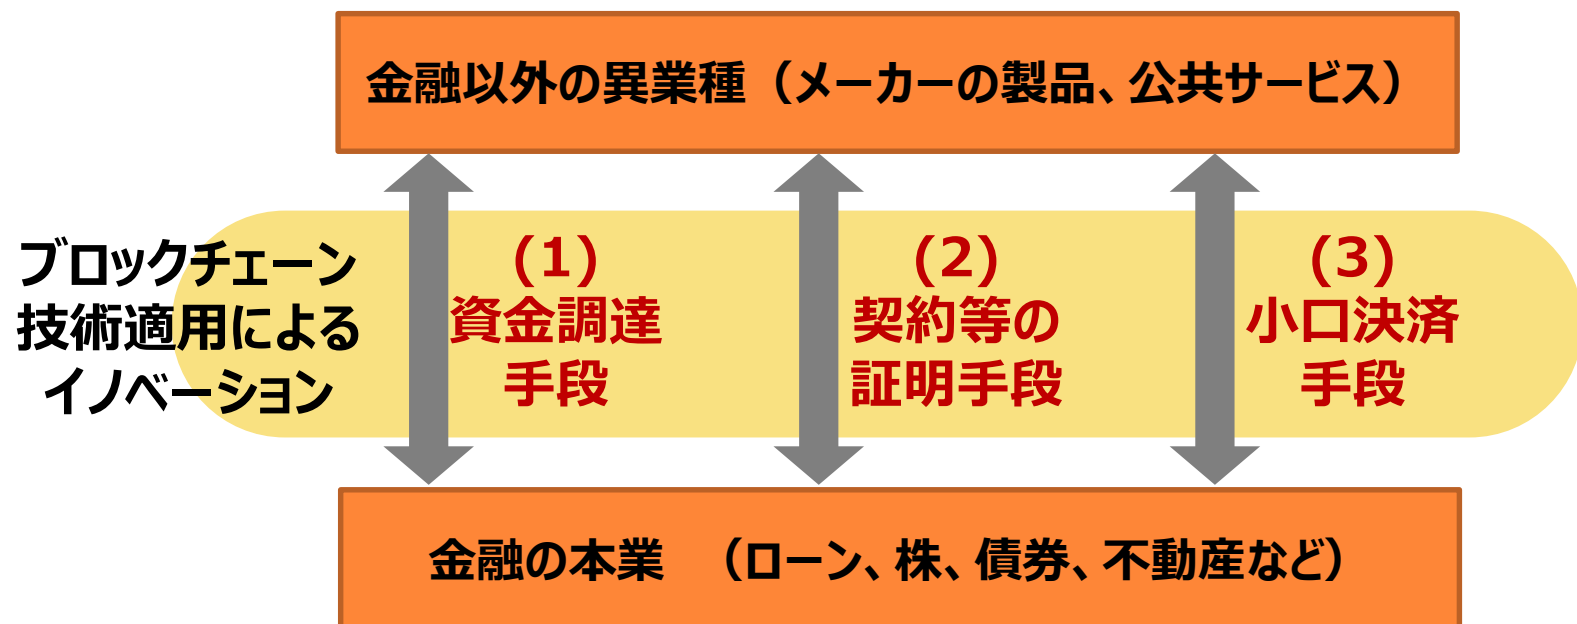 金融以外の異業種（メーカーの製品、公共サービス）
ブロックチェーン
技術適用による
イノベーション
(1)
資金調達
手段
(2)
契約等の
証明手段
(3)
小口決済
手段
金融の本業　（ローン、株、債券、不動産など）